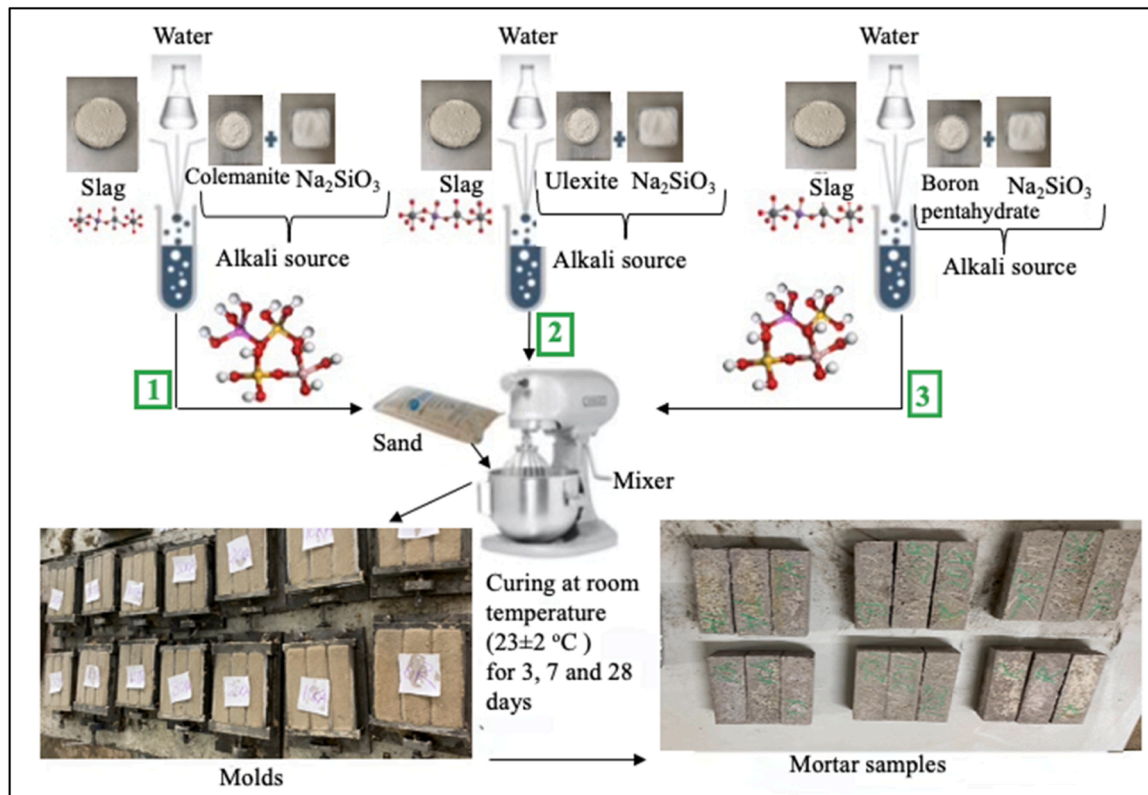 Water
Slag
Colemanite
Na₂SiO₃
Alkali source
Water
Slag
Ulexite
Na₂SiO₃
Alkali source
Water
Slag
Boron
pentahydrate
Na₂SiO₃
Alkali source
1
2
3
Sand
Mixer
Curing at room
temperature
(23±2 °C )
for 3, 7 and 28
days
Molds
Mortar samples